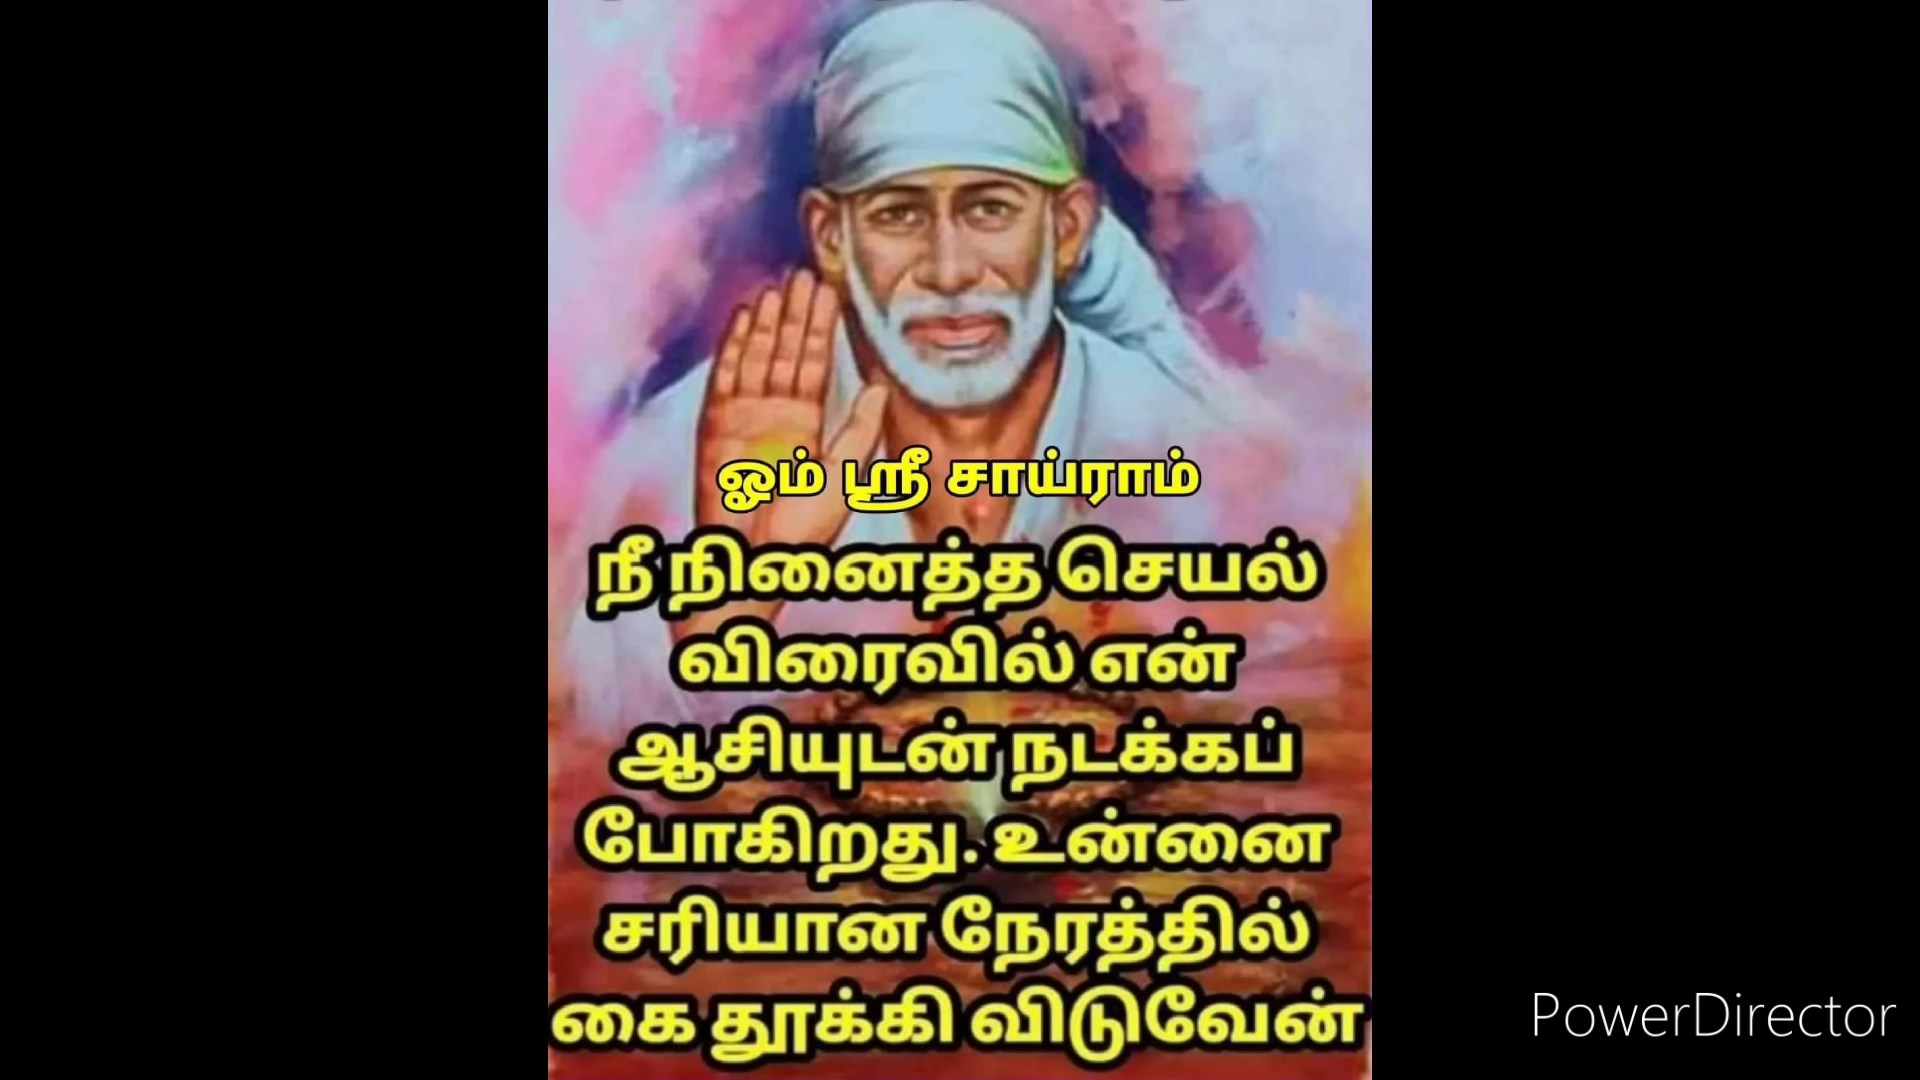 ஓம் ஸ்ரீ சாய்ராம்
நீ நினைத்த செயல்
விரைவில் என்
ஆசியுடன் நடக்கப்
போகிறது. உன்னை
சரியான நேரத்தில்
கை தூக்கி விடுவேன்
PowerDirector